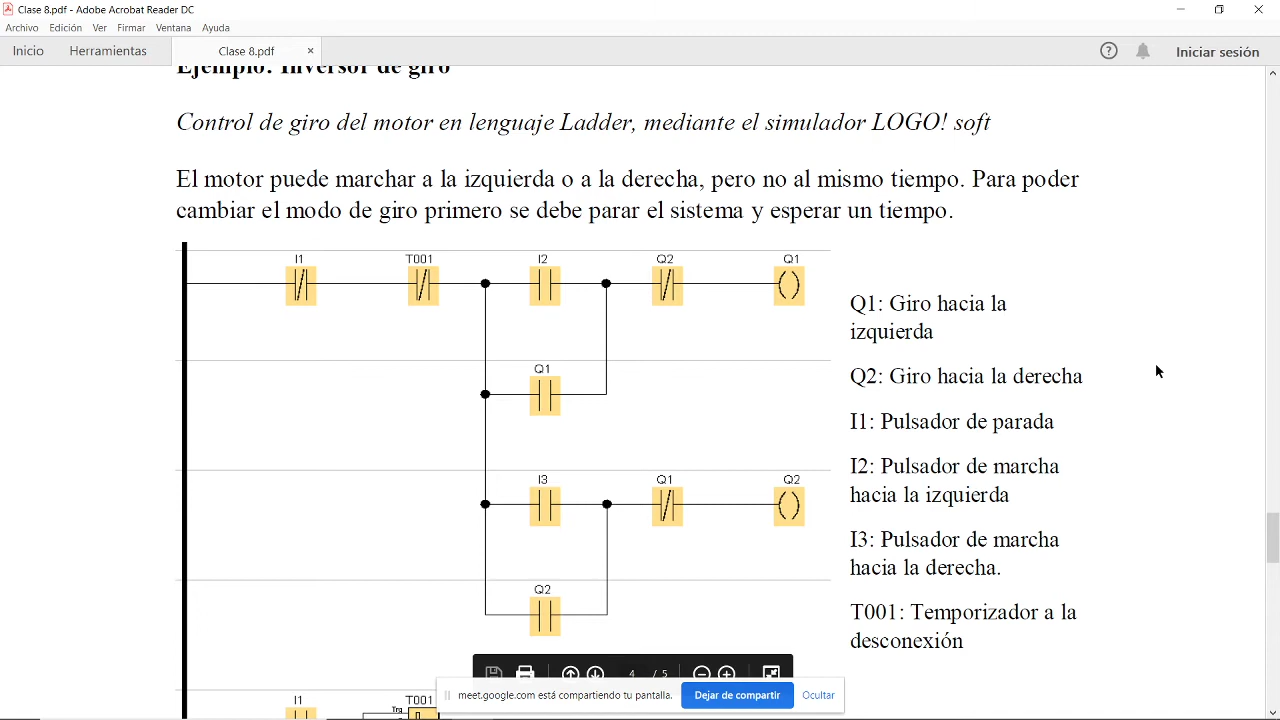 Clase 8.pdf - Adobe Acrobat Reader DC
Archivo Edición Ver Firmar Ventana Ayuda
Inicio Herramientas Clase 8.pdf × Iniciar sesión
Ejemplo: Inversor de giro
Control de giro del motor en lenguaje Ladder, mediante el simulador LOGO! soft
El motor puede marchar a la izquierda o a la derecha, pero no al mismo tiempo. Para poder
cambiar el modo de giro primero se debe parar el sistema y esperar un tiempo.
I1 T001 I2 Q2 Q1
Q1
I3 Q1 Q2
Q2
Q1: Giro hacia la
izquierda
Q2: Giro hacia la derecha
I1: Pulsador de parada
I2: Pulsador de marcha
hacia la izquierda
I3: Pulsador de marcha
hacia la derecha.
T001: Temporizador a la
desconexión
4 / 5
meet.google.com está compartiendo tu pantalla. Dejar de compartir Ocultar
I1 T001
Trg